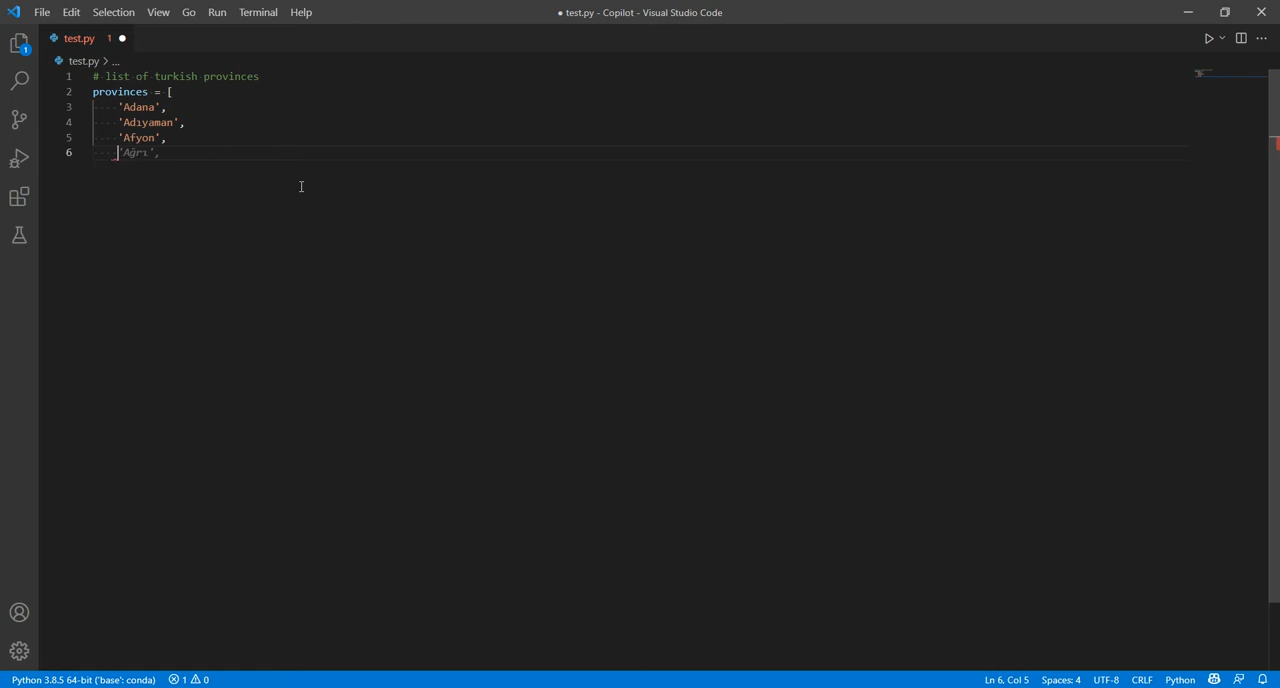 File Edit Selection View Go Run Terminal Help
● test.py - Copilot - Visual Studio Code
1
test.py 1 ●
test.py > ...
1 # list of turkish provinces
2 provinces = [
3 'Adana',
4 'Adıyaman',
5 'Afyon',
6 'Ağrı',
Python 3.8.5 64-bit ('base': conda) 1 0 Ln 6, Col 5 Spaces: 4 UTF-8 CRLF Python